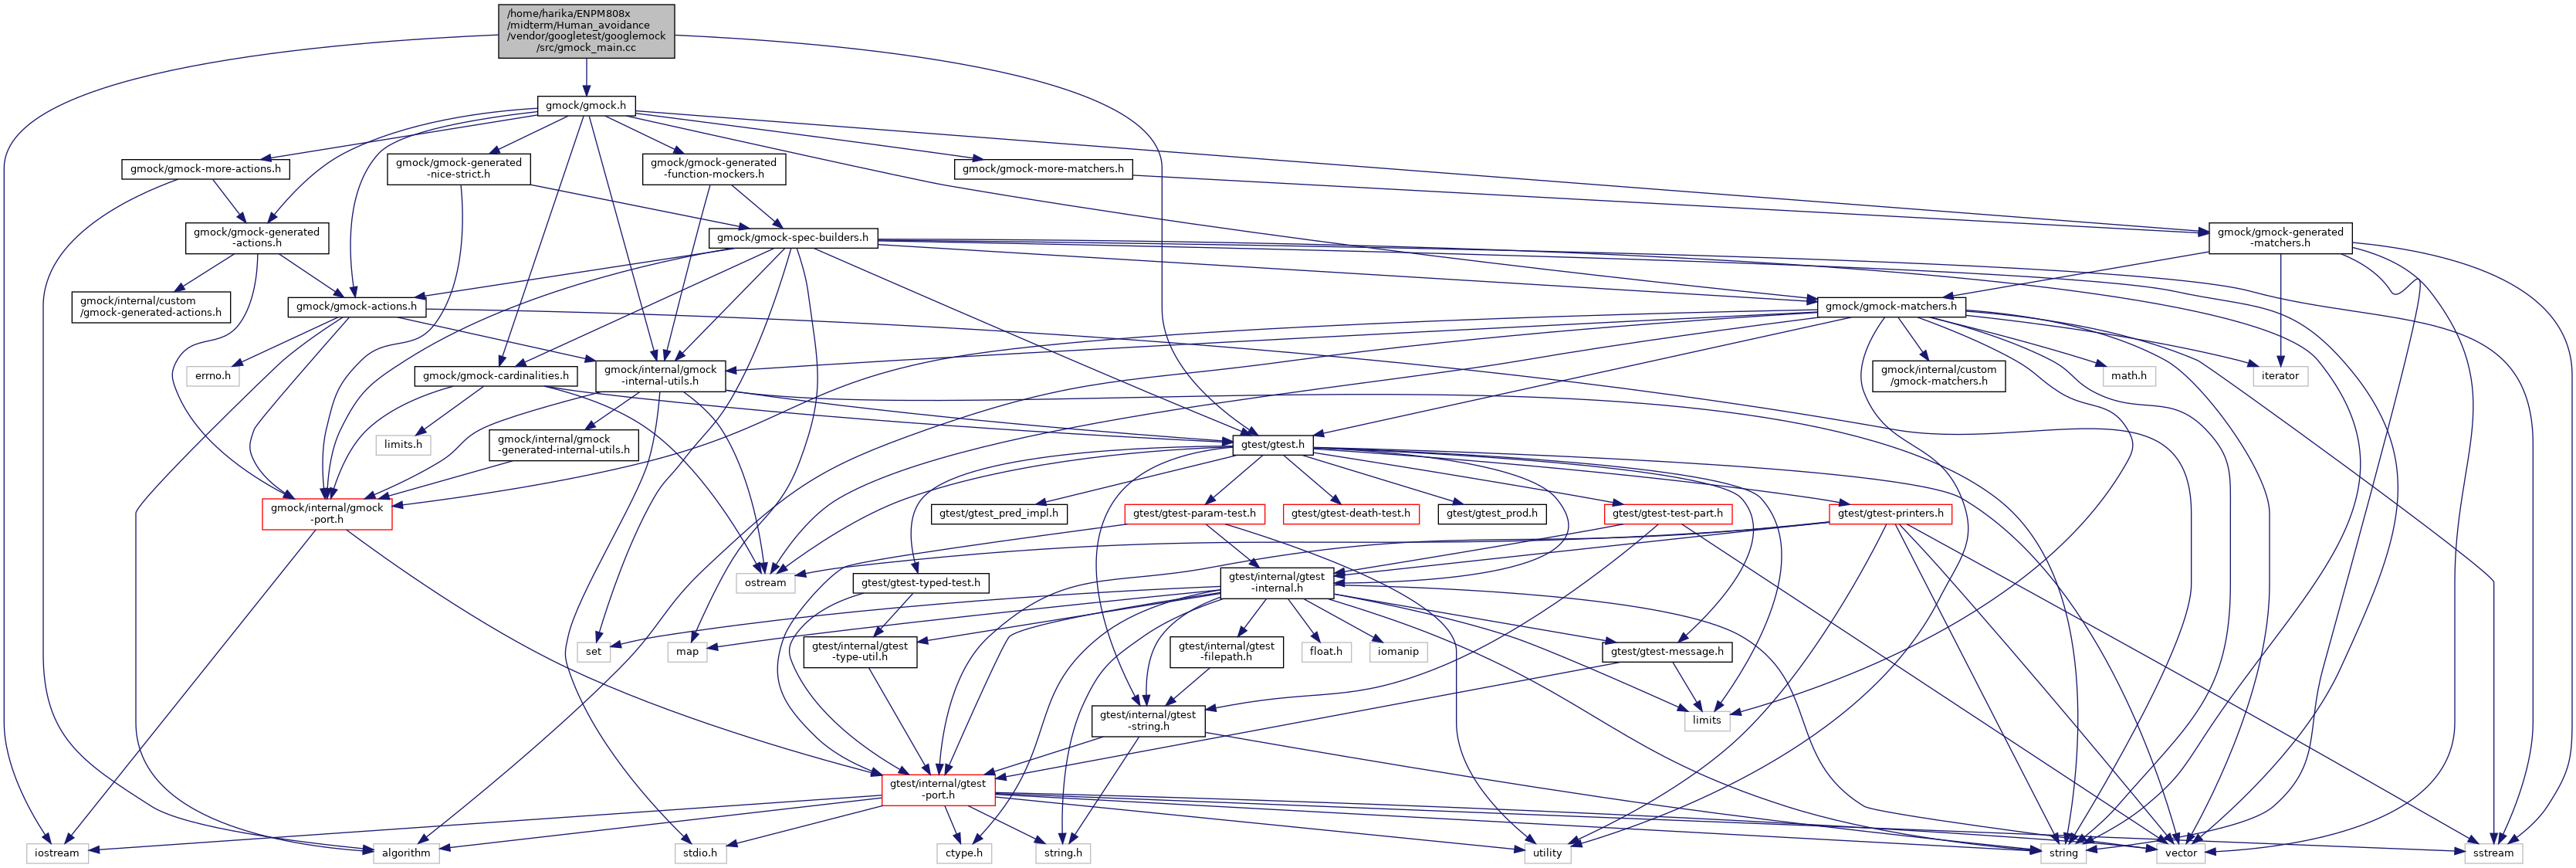 /home/harika/ENPM808x
/midterm/Human_avoidance
/vendor/googletest/googlemock
/src/gmock_main.cc
gmock/gmock.h
gmock/gmock-more-actions.h
gmock/gmock-generated
-nice-strict.h
gmock/gmock-generated
-function-mockers.h
gmock/gmock-more-matchers.h
gmock/gmock-generated
-actions.h
gmock/gmock-spec-builders.h
gmock/gmock-generated
-matchers.h
gmock/internal/custom
/gmock-generated-actions.h
gmock/gmock-actions.h
gmock/gmock-matchers.h
errno.h
gmock/gmock-cardinalities.h
gmock/internal/gmock
-internal-utils.h
gmock/internal/custom
/gmock-matchers.h
math.h
iterator
limits.h
gmock/internal/gmock
-generated-internal-utils.h
gtest/gtest.h
gmock/internal/gmock
-port.h
gtest/gtest_pred_impl.h
gtest/gtest-param-test.h
gtest/gtest-death-test.h
gtest/gtest_prod.h
gtest/gtest-test-part.h
gtest/gtest-printers.h
ostream
gtest/gtest-typed-test.h
gtest/internal/gtest
-internal.h
set
map
gtest/internal/gtest
-type-util.h
gtest/internal/gtest
-filepath.h
float.h
iomanip
gtest/gtest-message.h
gtest/internal/gtest
-string.h
limits
gtest/internal/gtest
-port.h
iostream
algorithm
stdio.h
ctype.h
string.h
utility
string
vector
sstream